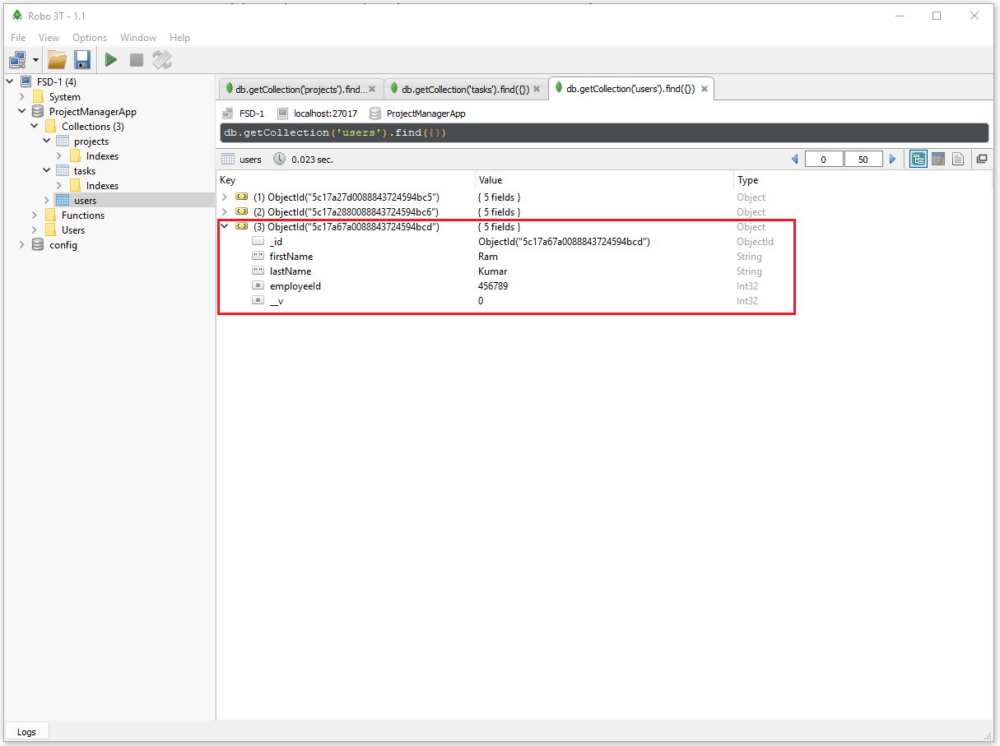 Robo 3T - 1.1
File View Options Window Help
FSD-1 (4)
System
ProjectManagerApp
Collections (3)
projects
Indexes
tasks
Indexes
users
Functions
Users
config
db.getCollection('projects').find... db.getCollection('tasks').find({}) db.getCollection('users').find({})
FSD-1 localhost:27017 ProjectManagerApp
db.getCollection('users').find({})
users 0.023 sec. 0 50
Key Value Type
(1) ObjectId("5c17a27d0088843724594bc5") { 5 fields } Object
(2) ObjectId("5c17a2880088843724594bc6") { 5 fields } Object
(3) ObjectId("5c17a67a0088843724594bcd") { 5 fields } Object
_id ObjectId("5c17a67a0088843724594bcd") ObjectId
" " firstName Ram String
" " lastName Kumar String
# employeeId 456789 Int32
# __v 0 Int32
Logs